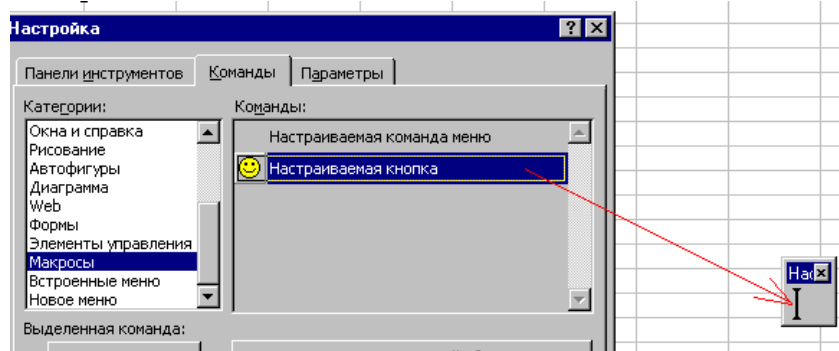 Настройка
Панели инструментов Команды Параметры
Категории: Команды:
Окна и справка
Рисование
Автофигуры
Диаграмма
Web
Формы
Элементы управления
Макросы
Встроенные меню
Новое меню
Настраиваемая команда меню
Настраиваемая кнопка
Нас
Выделенная команда: